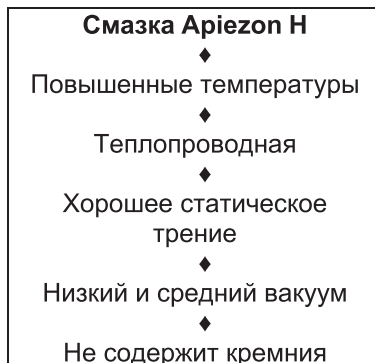 Смазка Apiezon H
♦
Повышенные температуры
♦
Теплопроводная
♦
Хорошее статическое
трение
♦
Низкий и средний вакуум
♦
Не содержит кремния